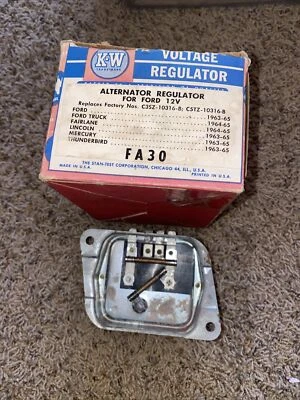 K-W
VOLTAGE
REGULATOR
ALTERNATOR REGULATOR
FOR FORD 12V
Replaces Factory Nos. C3SZ-10316-B; C5TZ-10316-B
FORD 1963-65
FORD TRUCK 1964-65
FAIRLANE 1964-65
LINCOLN 1963-65
MERCURY 1963-65
THUNDERBIRD 1963-65
FA30
MADE IN U.S.A. THE STAN-TEST CORPORATION, CHICAGO 44, ILL., U.S.A. PRINTED IN U.S.A.